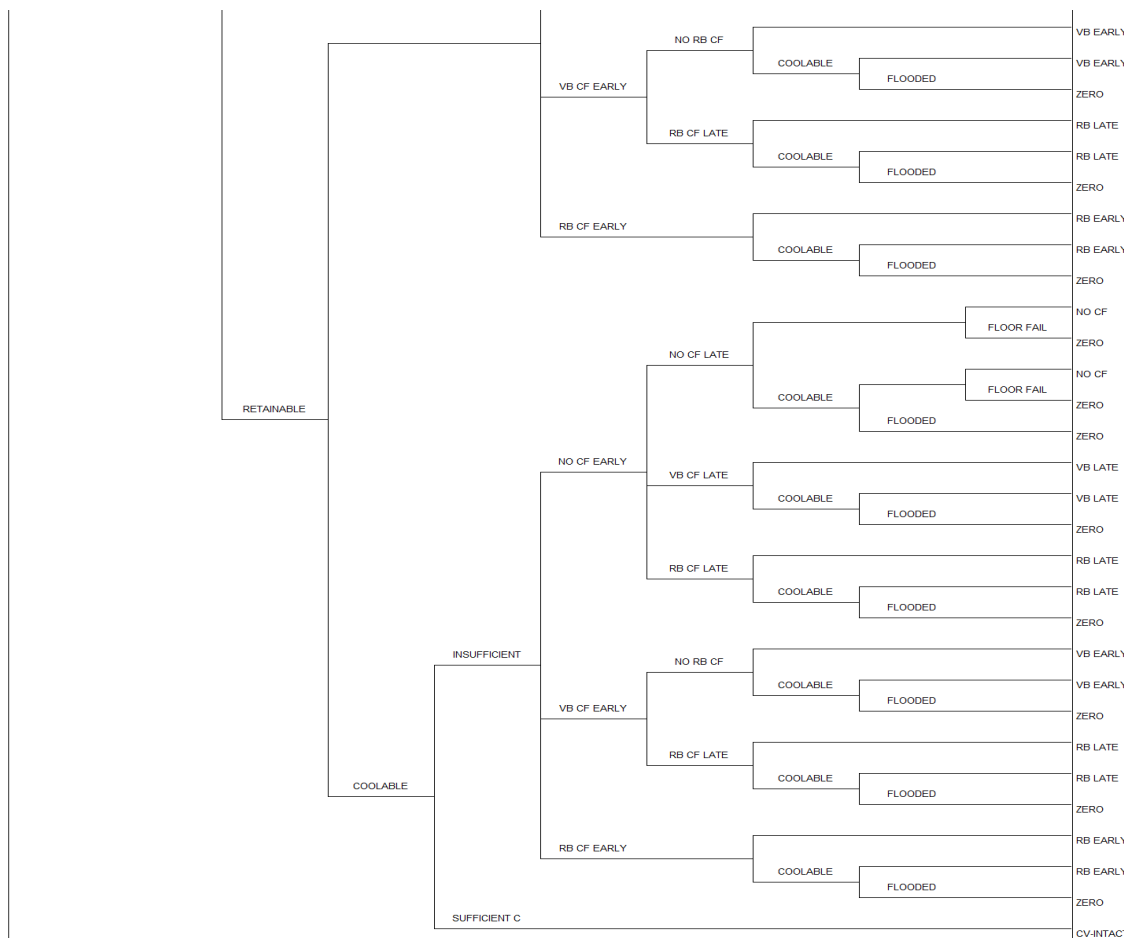 VB EARLY
NO RB CF
VB EARLY
COOLABLE
FLOODED
VB CF EARLY
ZERO
RB LATE
RB CF LATE
RB LATE
COOLABLE
FLOODED
ZERO
RB EARLY
RB CF EARLY
RB EARLY
COOLABLE
FLOODED
ZERO
NO CF
FLOOR FAIL
ZERO
NO CF LATE
NO CF
FLOOR FAIL
COOLABLE
ZERO
RETAINABLE
FLOODED
ZERO
NO CF EARLY
VB LATE
VB CF LATE
VB LATE
COOLABLE
FLOODED
ZERO
RB LATE
RB CF LATE
RB LATE
COOLABLE
FLOODED
ZERO
INSUFFICIENT
VB EARLY
NO RB CF
VB EARLY
COOLABLE
FLOODED
VB CF EARLY
ZERO
RB LATE
RB CF LATE
RB LATE
COOLABLE
COOLABLE
FLOODED
ZERO
RB EARLY
RB CF EARLY
RB EARLY
COOLABLE
FLOODED
ZERO
SUFFICIENT C
CV-INTACT